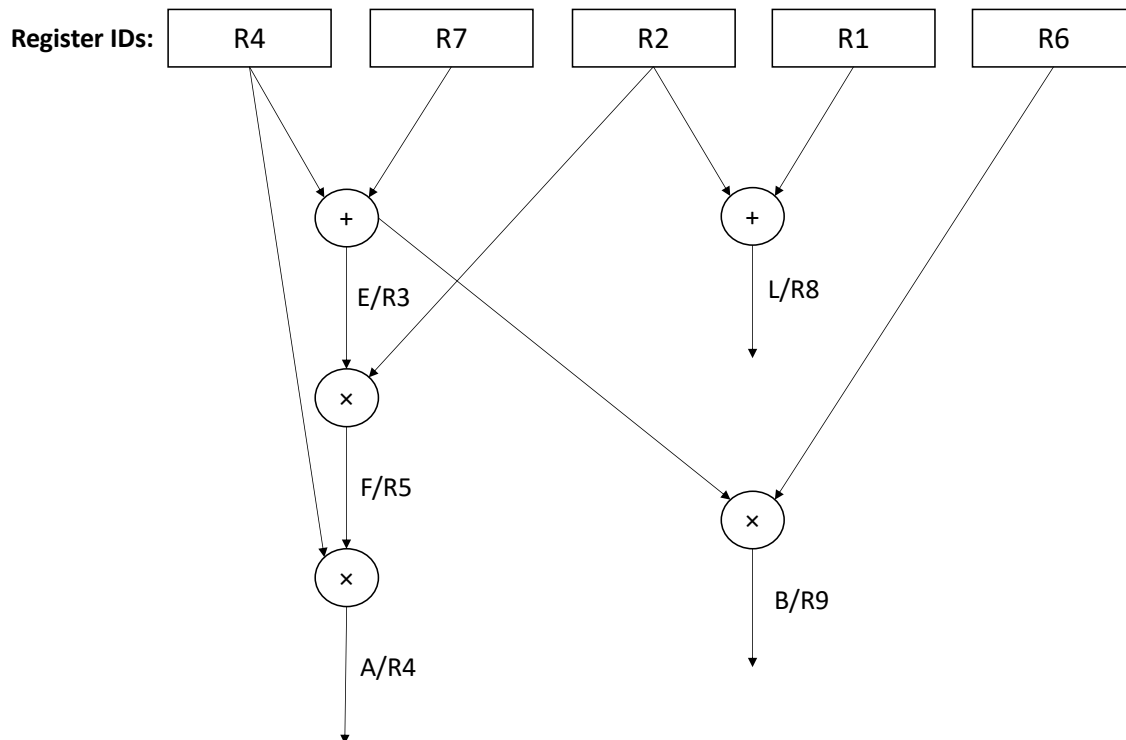 Register IDs: R4 R7 R2 R1 R6
+ +
E/R3 L/R8
×
F/R5
×
×
B/R9
A/R4